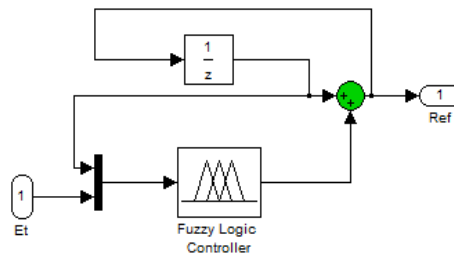 1
z
+
+
1
Ref
1
Et
Fuzzy Logic
Controller